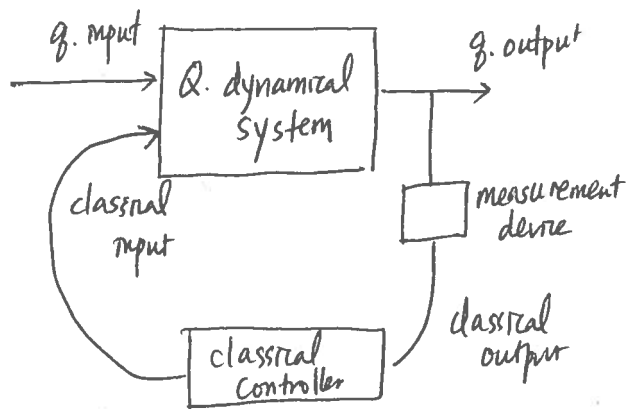 q. input
Q. dynamical
system
q. output
classical
input
measurement
device
classical
output
classical
controller